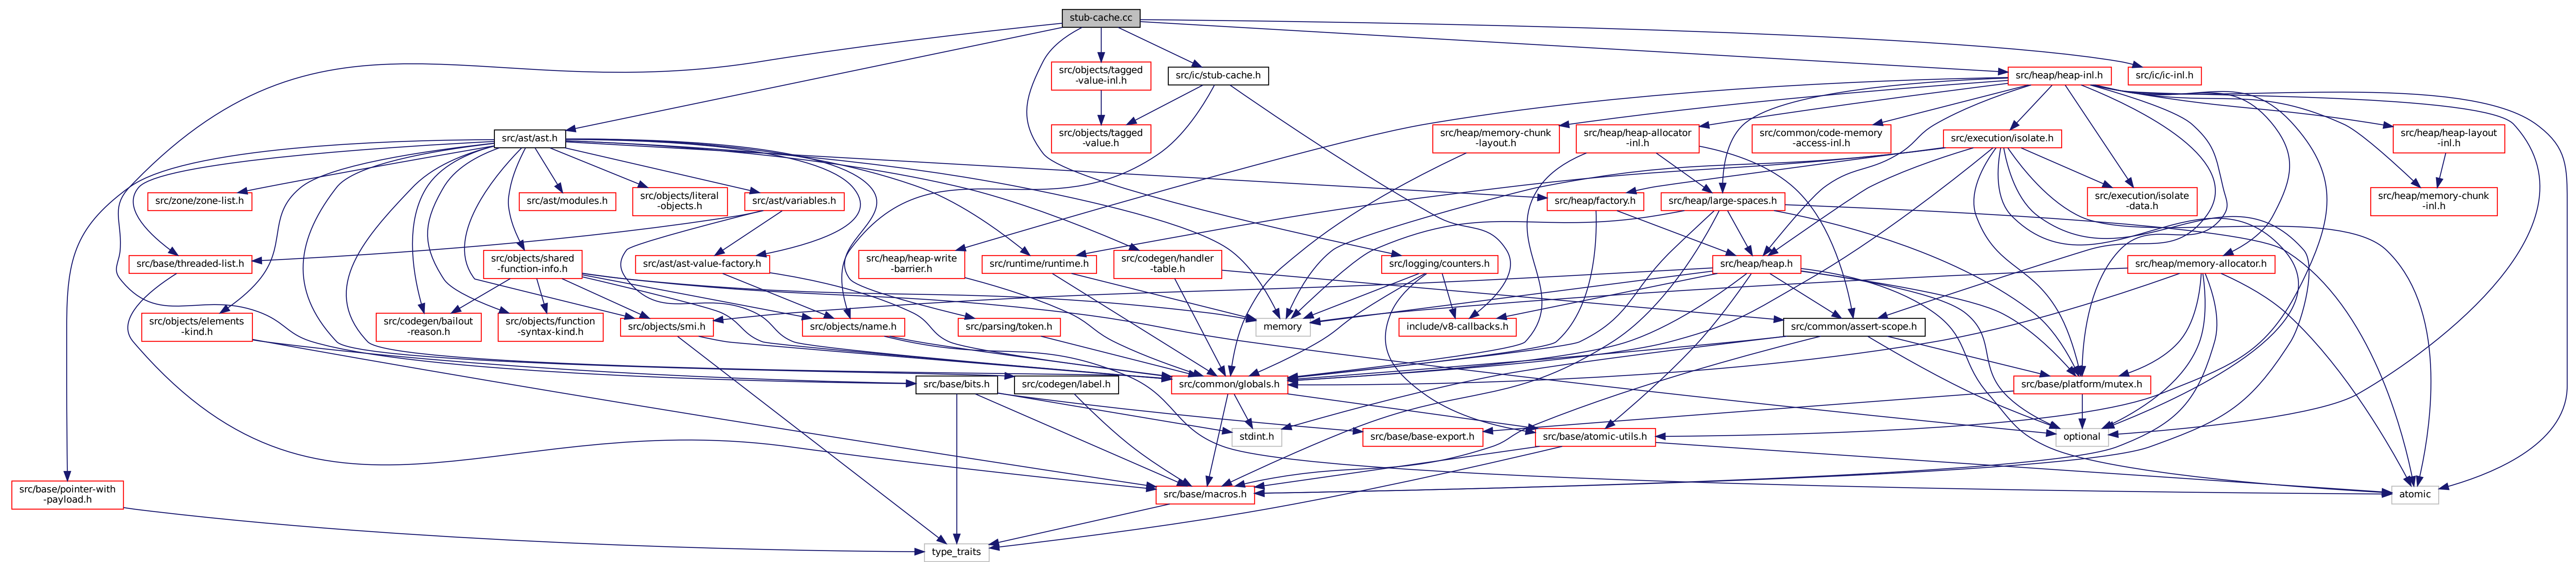 stub-cache.cc
src/objects/tagged
-value-inl.h
src/ic/stub-cache.h
src/heap/heap-inl.h
src/ic/ic-inl.h
src/ast/ast.h
src/objects/tagged
-value.h
src/heap/memory-chunk
-layout.h
src/heap/heap-allocator
-inl.h
src/common/code-memory
-access-inl.h
src/execution/isolate.h
src/heap/heap-layout
-inl.h
src/zone/zone-list.h
src/ast/modules.h
src/objects/literal
-objects.h
src/ast/variables.h
src/heap/factory.h
src/heap/large-spaces.h
src/execution/isolate
-data.h
src/heap/memory-chunk
-inl.h
src/base/threaded-list.h
src/objects/shared
-function-info.h
src/ast/ast-value-factory.h
src/heap/heap-write
-barrier.h
src/runtime/runtime.h
src/codegen/handler
-table.h
src/logging/counters.h
src/heap/heap.h
src/heap/memory-allocator.h
src/objects/elements
-kind.h
src/codegen/bailout
-reason.h
src/objects/function
-syntax-kind.h
src/objects/smi.h
src/objects/name.h
src/parsing/token.h
memory
include/v8-callbacks.h
src/common/assert-scope.h
src/base/bits.h
src/codegen/label.h
src/common/globals.h
src/base/platform/mutex.h
stdint.h
src/base/base-export.h
src/base/atomic-utils.h
optional
src/base/pointer-with
-payload.h
src/base/macros.h
atomic
type_traits